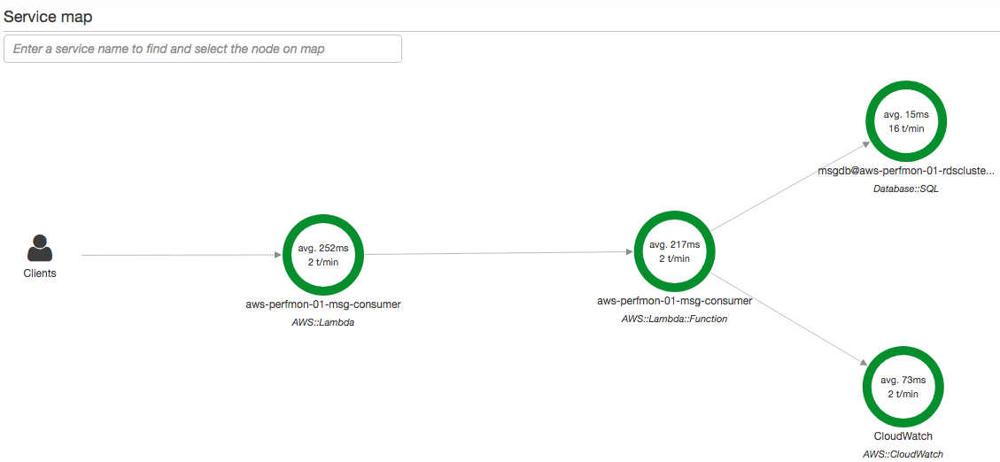 Service map
Enter a service name to find and select the node on map
avg. 15ms
16 t/min
msgdb@aws-perfmon-01-rdscluste...
Database::SQL
Clients
avg. 252ms
2 t/min
aws-perfmon-01-msg-consumer
AWS::Lambda
avg. 217ms
2 t/min
aws-perfmon-01-msg-consumer
AWS::Lambda::Function
avg. 73ms
2 t/min
CloudWatch
AWS::CloudWatch